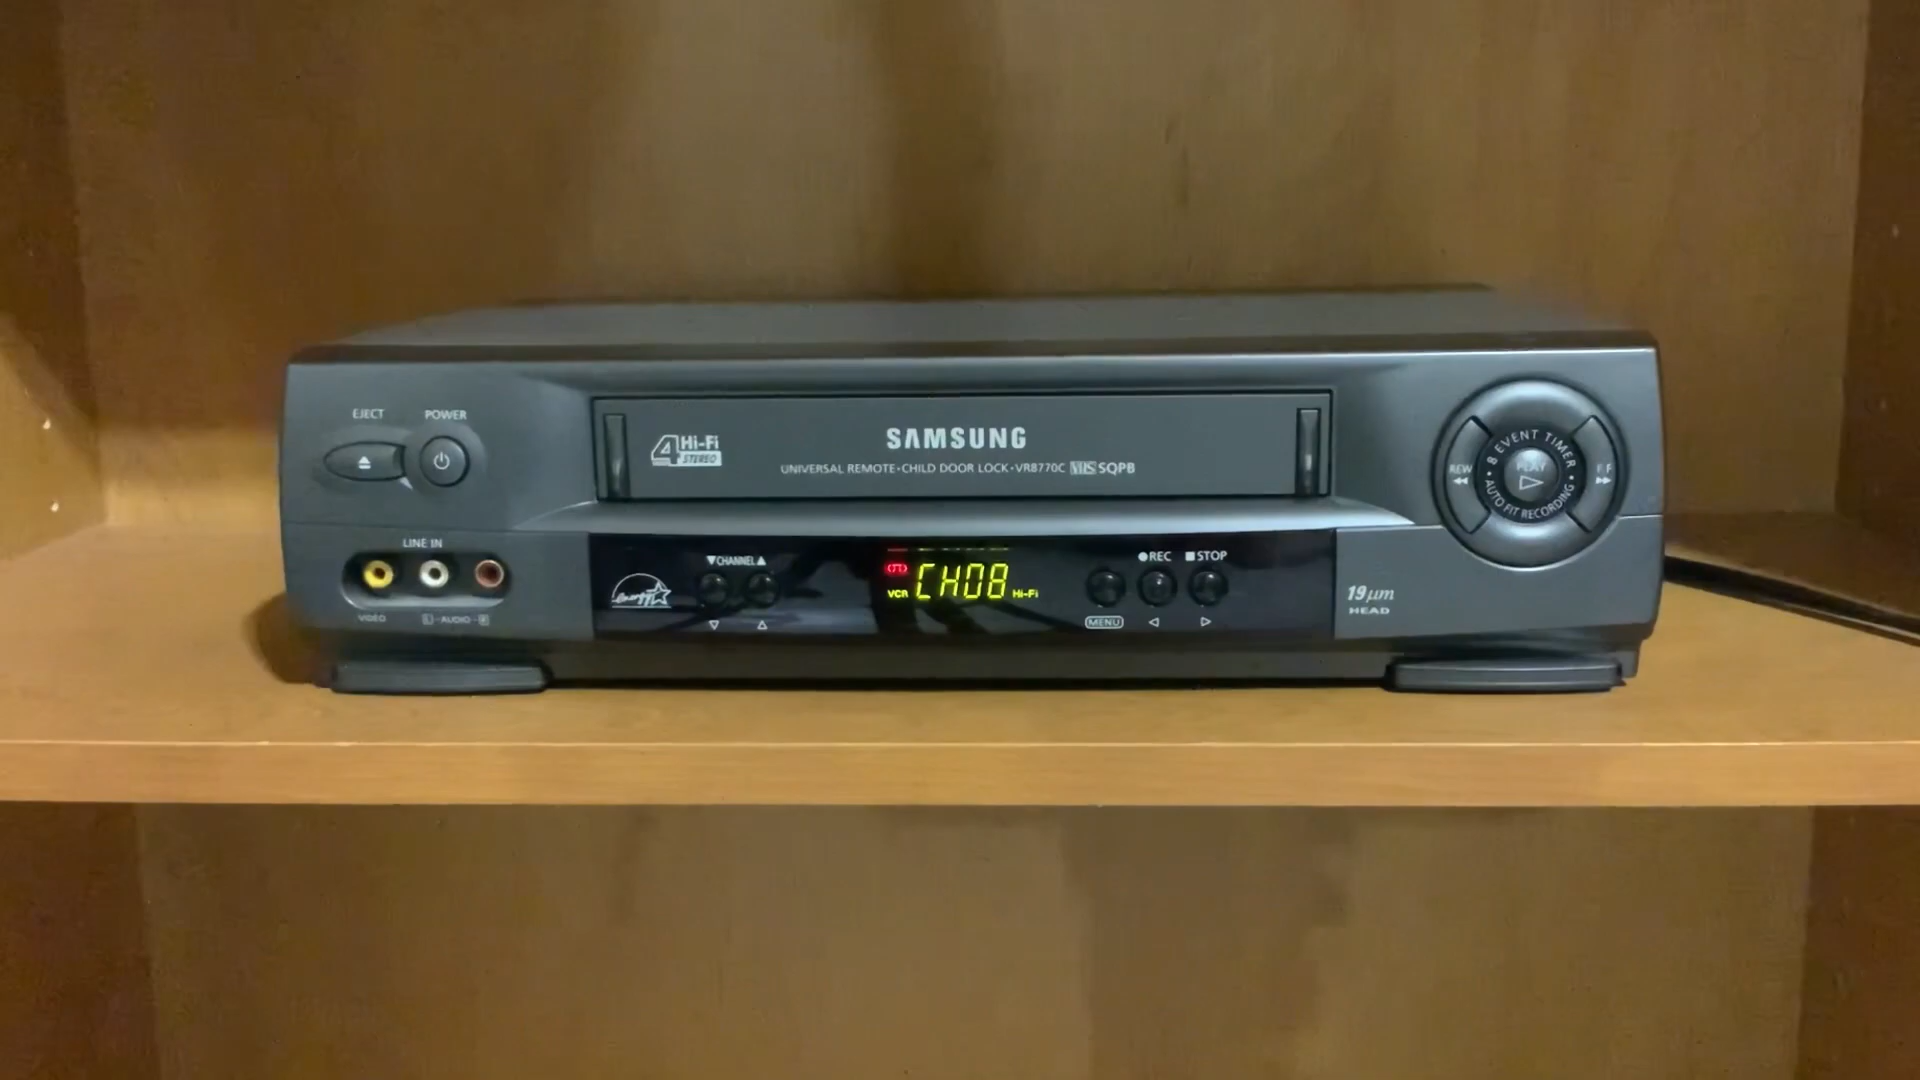 EJECT POWER
4 Hi-Fi
STEREO
SAMSUNG
UNIVERSAL REMOTE•CHILD DOOR LOCK•VR8770C VHS SQPB
8 EVENT TIMER
REW PLAY F.F
AUTO FIT RECORDING
LINE IN
VIDEO L-AUDIO-R
energy
▼CHANNEL▲
VCR CH08 Hi-Fi
●REC ■STOP
MENU
19μm
HEAD